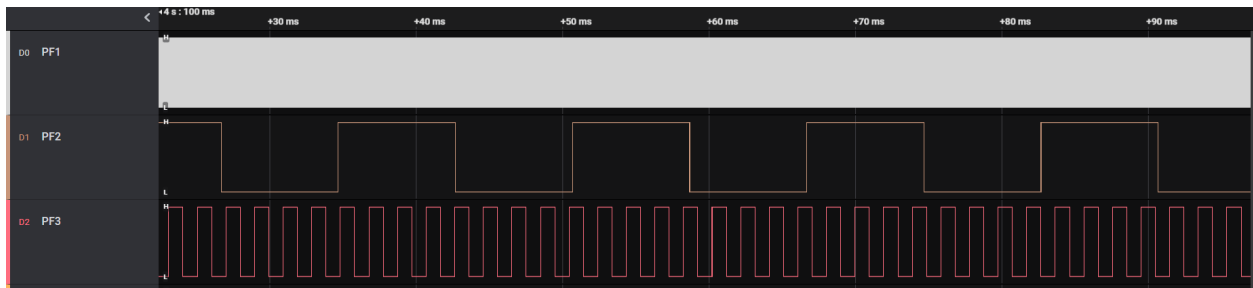 4 s : 100 ms
+30 ms +40 ms +50 ms +60 ms +70 ms +80 ms +90 ms
D0 PF1
H
L
D1 PF2
H
L
D2 PF3
H
L